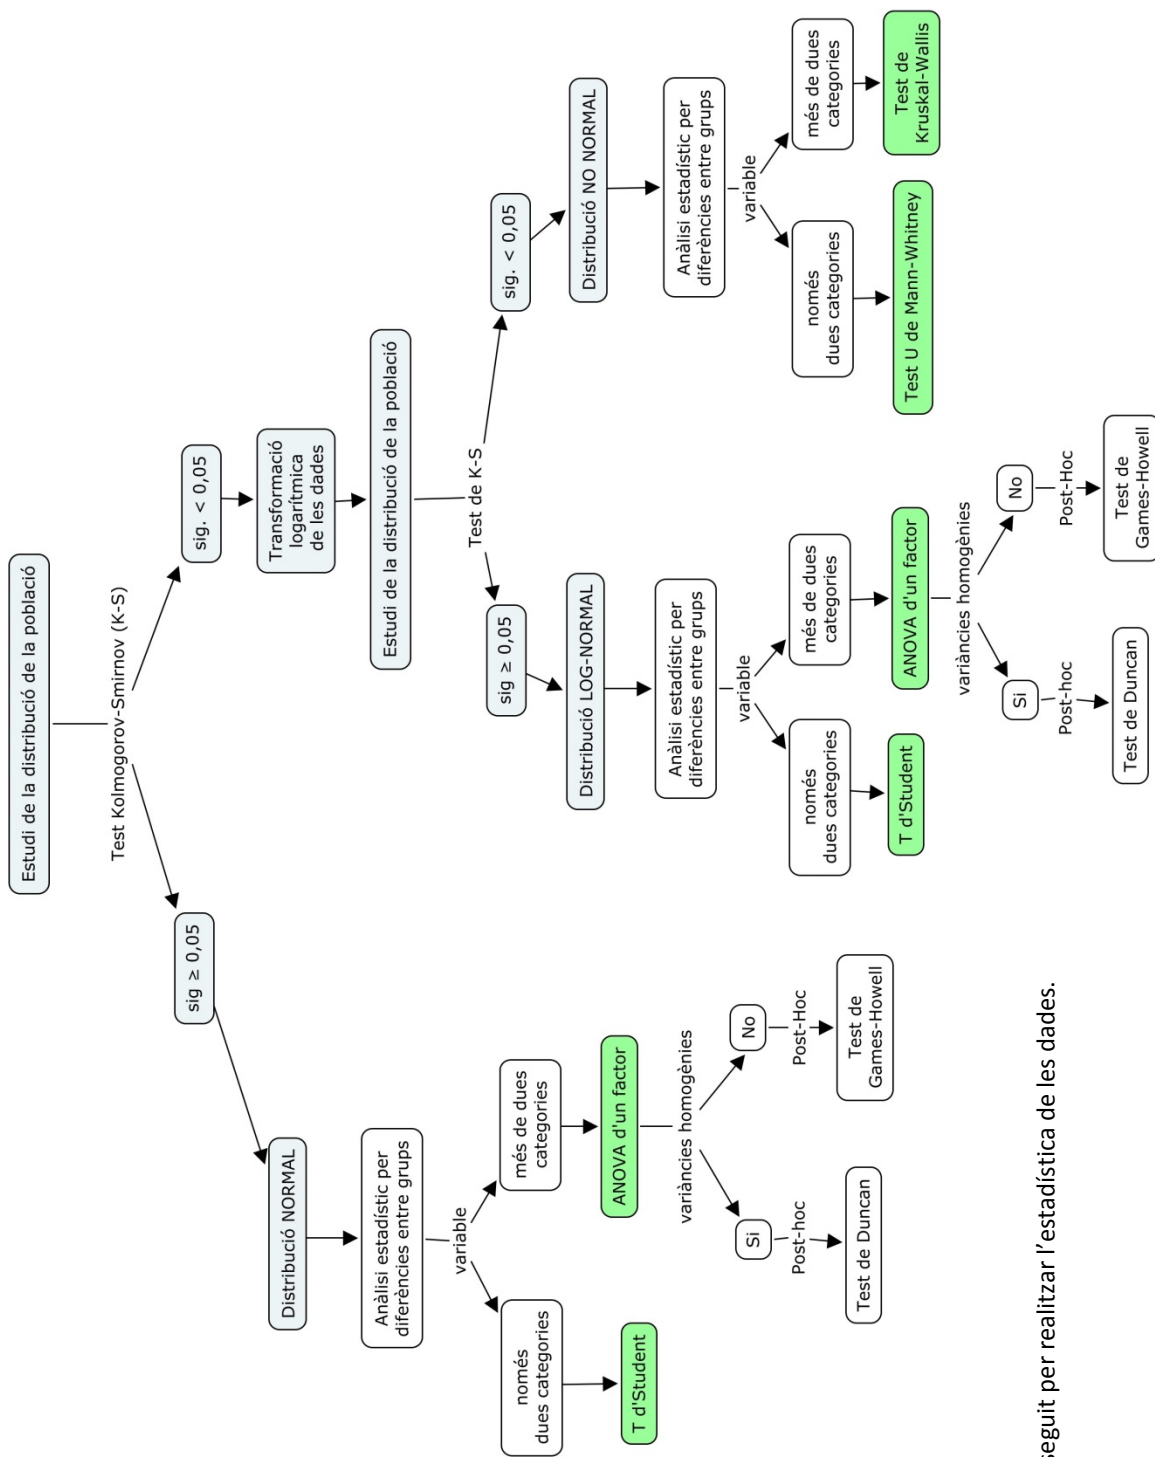 Estudi de la distribució de la població
Test Kolmogorov-Smirnov (K-S)
sig ≥ 0,05
sig. < 0,05
Distribució NORMAL
Transformació
logarítmica
de les dades
Anàlisi estadístic per
diferències entre grups
Estudi de la distribució de la població
variable
Test de K-S
només
dues categories
més de dues
categories
sig ≥ 0,05
sig. < 0,05
T d'Student
ANOVA d'un factor
Distribució LOG-NORMAL
Distribució NO NORMAL
variàncies homogènies
Anàlisi estadístic per
diferències entre grups
Anàlisi estadístic per
diferències entre grups
Si
No
variable
variable
Post-hoc
Post-Hoc
només
dues categories
més de dues
categories
només
dues categories
més de dues
categories
Test de Duncan
Test de
Games-Howell
T d'Student
ANOVA d'un factor
Test U de Mann-Whitney
Test de
Kruskal-Wallis
variàncies homogènies
Si
No
Post-hoc
Post-Hoc
Test de Duncan
Test de
Games-Howell
seguit per realitzar l’estadística de les dades.